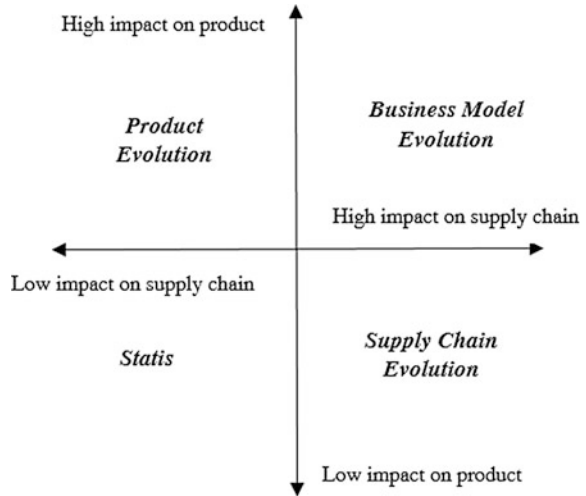 High impact on product
Product
Evolution
Business Model
Evolution
High impact on supply chain
Low impact on supply chain
Statis
Supply Chain
Evolution
Low impact on product